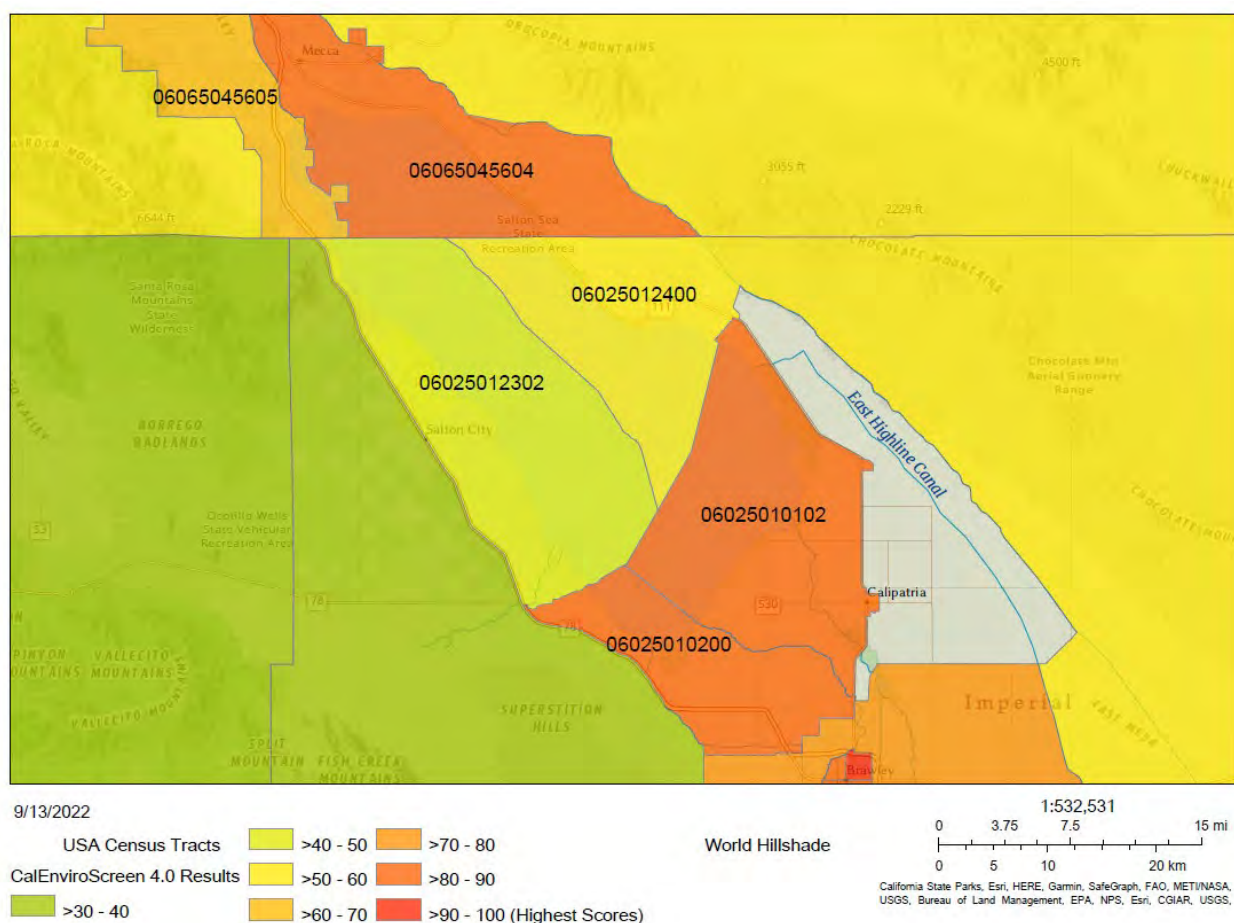 OROCOPIA MOUNTAINS
Mecca
4500 ft
06065045605
06065045604
3055 ft
6644 ft
2229 ft
Salton Sea
State
Recreation Area
CHOCOLATE MOUNTAINS
Santa Rosa
Mountains
State
Wilderness
06025012400
111
06025012302
Chocolate Mtn
Aerial Gunnery
Range
East Highline Canal
BORREGO
BADLANDS
Salton City
06025010102
Ocotillo Wells
State Vehicular
Recreation Area
S3
78
530
Calipatria
06025010200
VALLECITO
MOUNTAINS
Imperial
EAST MESA
SUPERSTITION
HILLS
SPLIT
MOUNTAIN
FISH CREEK
MOUNTAINS
Brawley
9/13/2022
USA Census Tracts
CalEnviroScreen 4.0 Results
>30 - 40
>40 - 50
>50 - 60
>60 - 70
>70 - 80
>80 - 90
>90 - 100 (Highest Scores)
World Hillshade
1:532,531
0 3.75 7.5 15 mi
0 5 10 20 km
California State Parks, Esri, HERE, Garmin, SafeGraph, FAO, METI/NASA,
USGS, Bureau of Land Management, EPA, NPS, Esri, CGIAR, USGS,